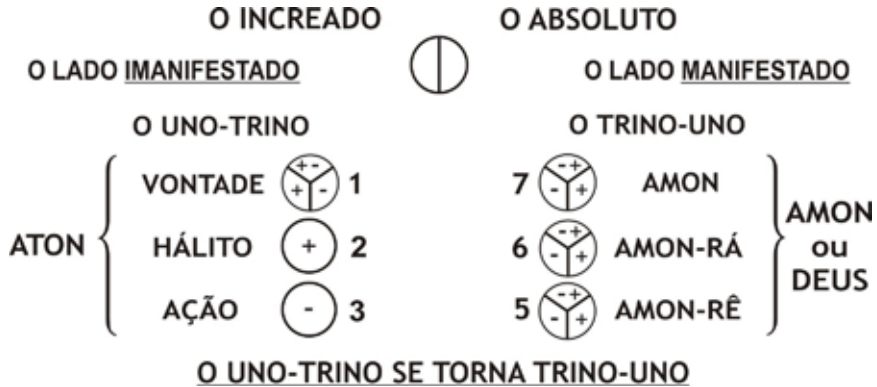 O INCREADO O ABSOLUTO
O LADO IMANIFESTADO O LADO MANIFESTADO
O UNO-TRINO O TRINO-UNO
VONTADE +- + - 1 7 -+ - + AMON
ATON HÁLITO + 2 6 -+ - + AMON-RÁ AMON ou DEUS
AÇÃO - 3 5 -+ - + AMON-RÊ
O UNO-TRINO SE TORNA TRINO-UNO